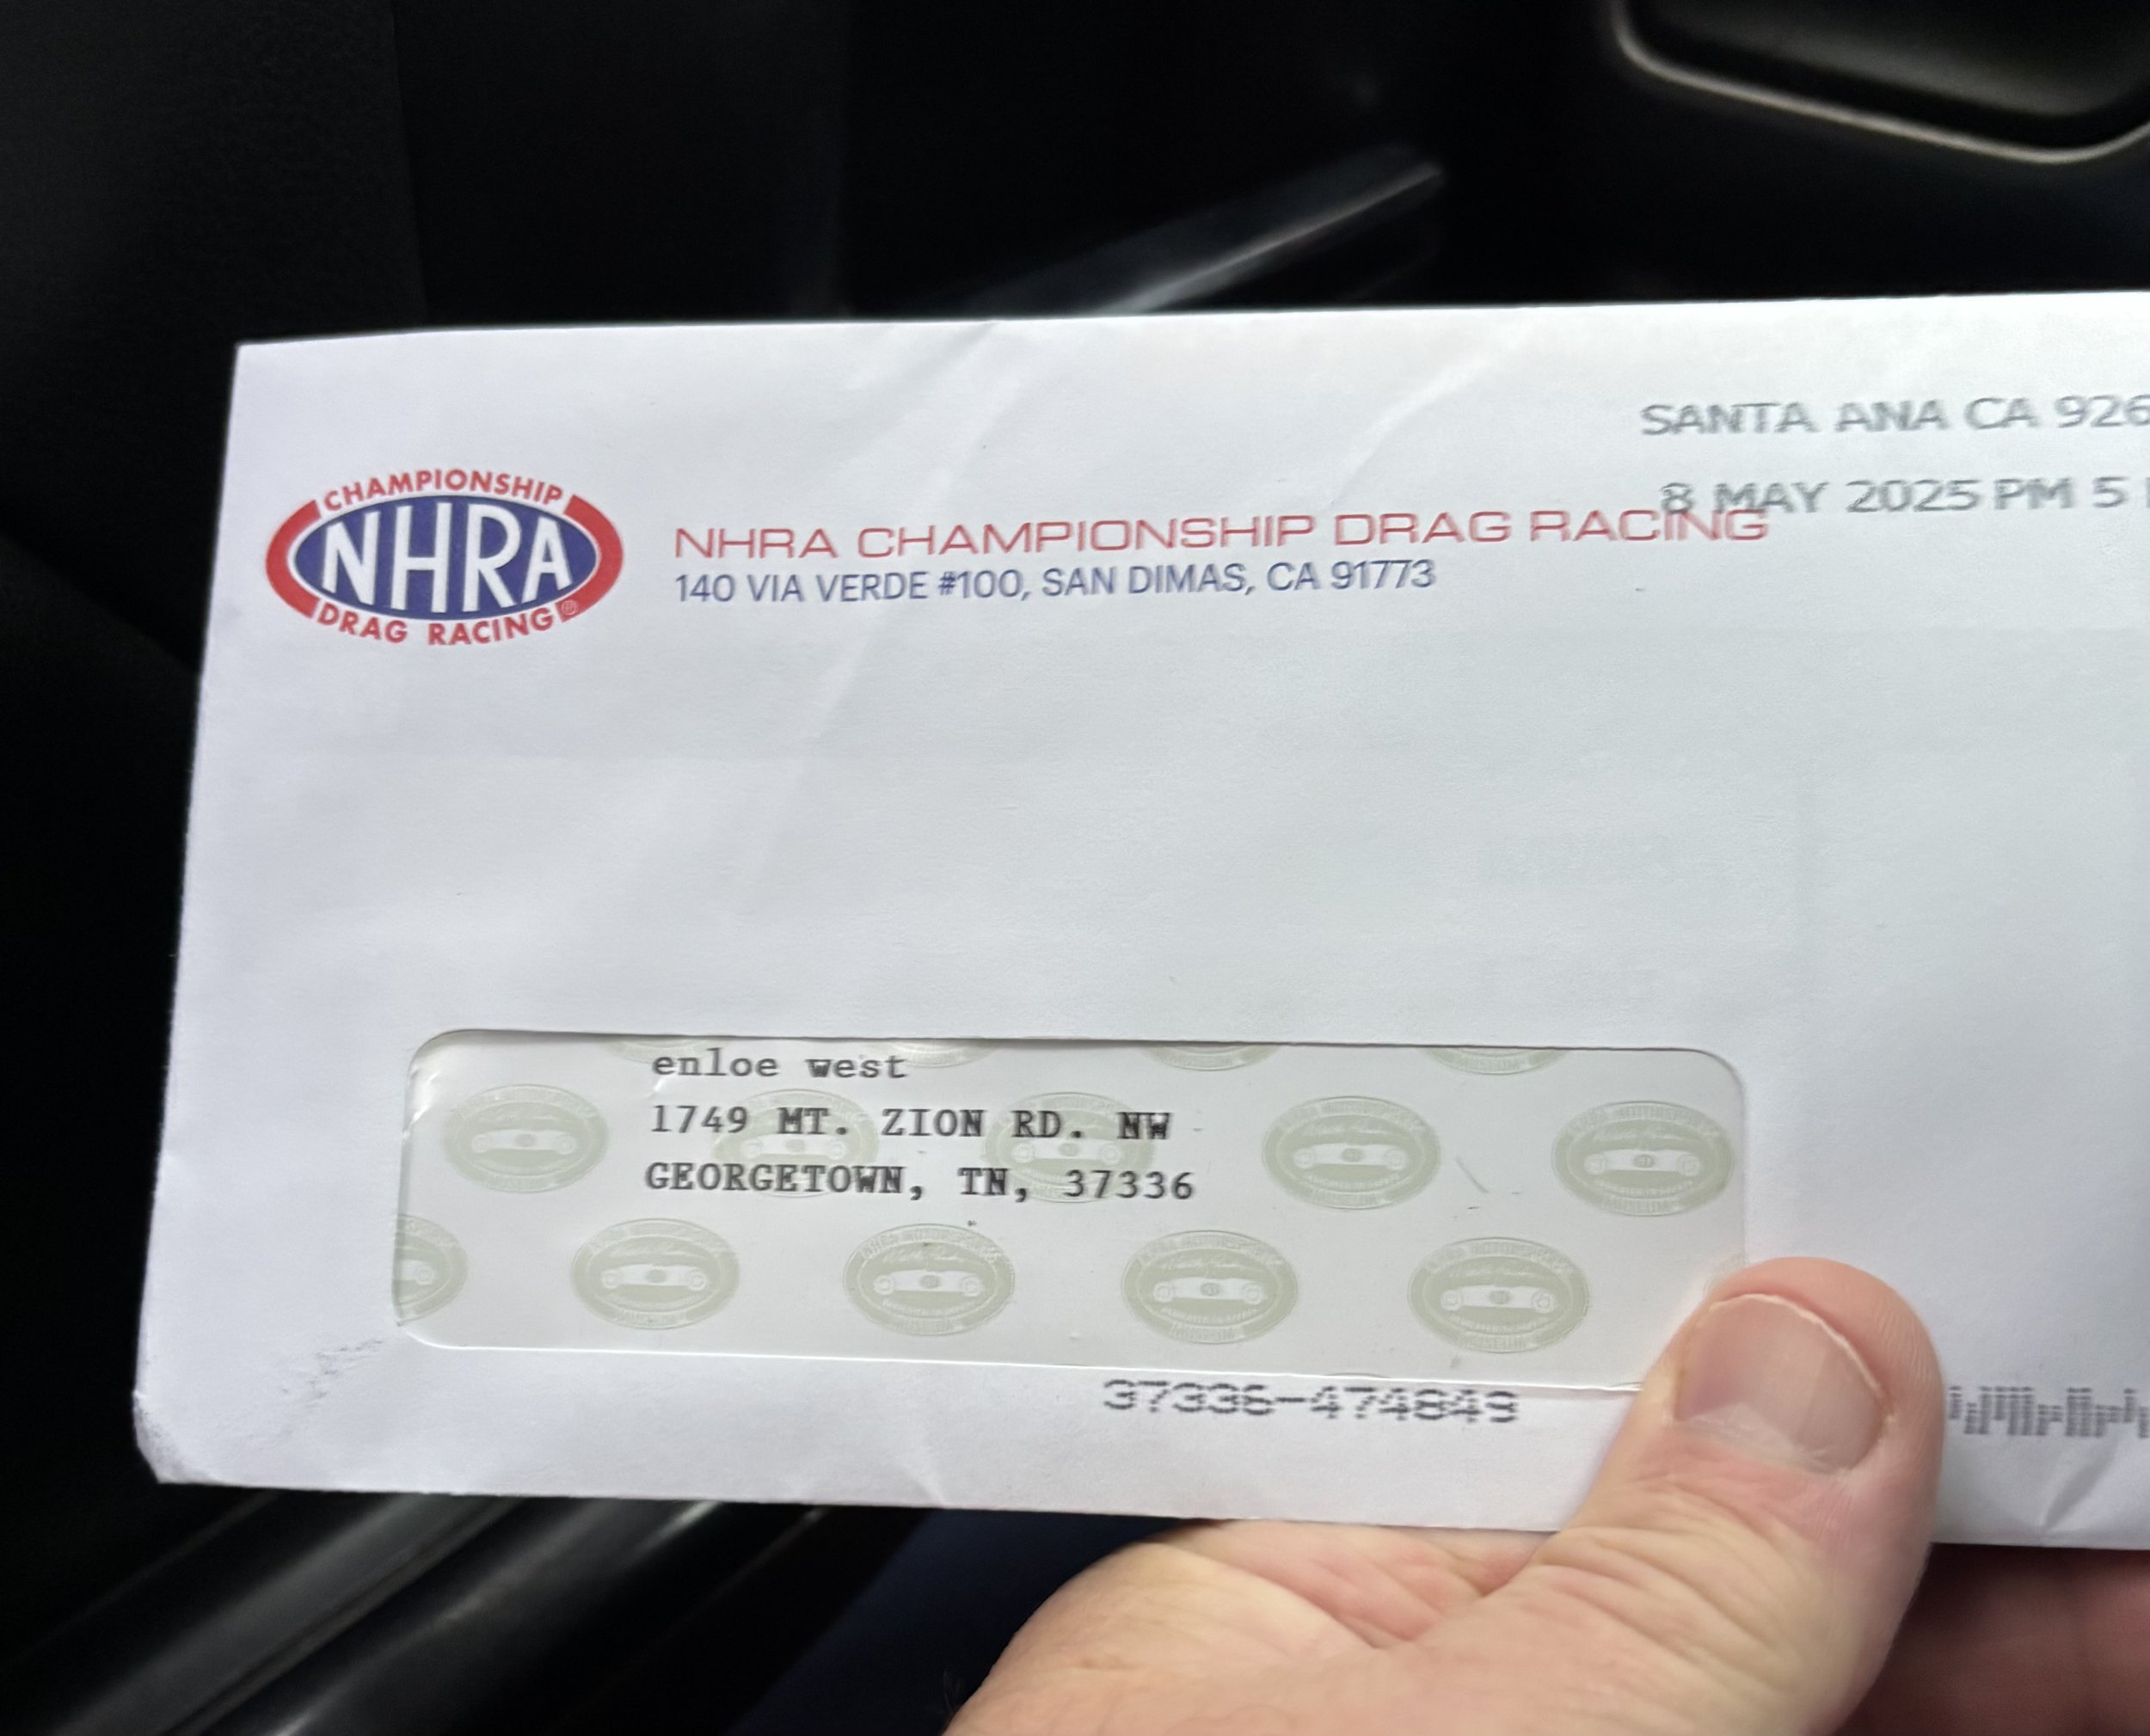 SANTA ANA CA 926
8 MAY 2025 PM 5
CHAMPIONSHIP
NHRA
DRAG RACING®
NHRA CHAMPIONSHIP DRAG RACING
140 VIA VERDE #100, SAN DIMAS, CA 91773
enloe west
1749 MT. ZION RD. NW
GEORGETOWN, TN, 37336
37336-474849